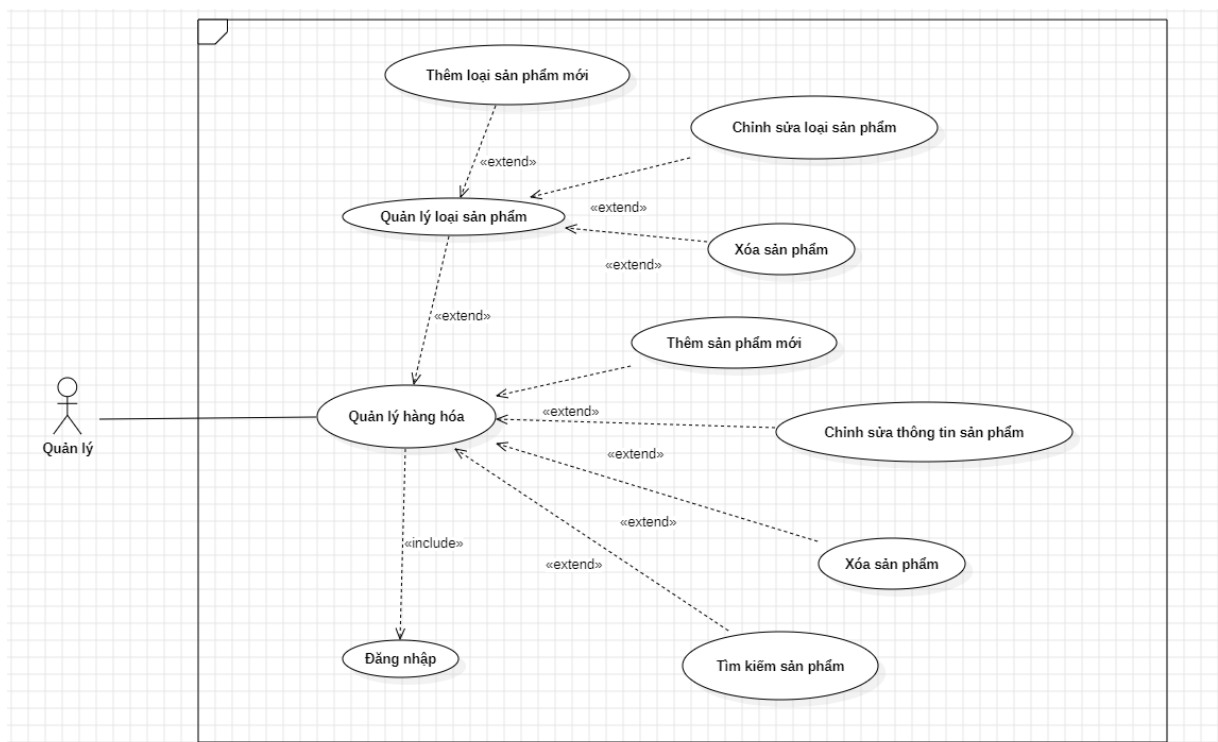 Thêm loại sản phẩm mới
Chỉnh sửa loại sản phẩm
«extend»
Quản lý loại sản phẩm
«extend»
Xóa sản phẩm
«extend»
«extend»
Thêm sản phẩm mới
Quản lý hàng hóa
«extend»
Chỉnh sửa thông tin sản phẩm
Quản lý
«extend»
«extend»
«include»
«extend»
Xóa sản phẩm
Đăng nhập
Tìm kiếm sản phẩm